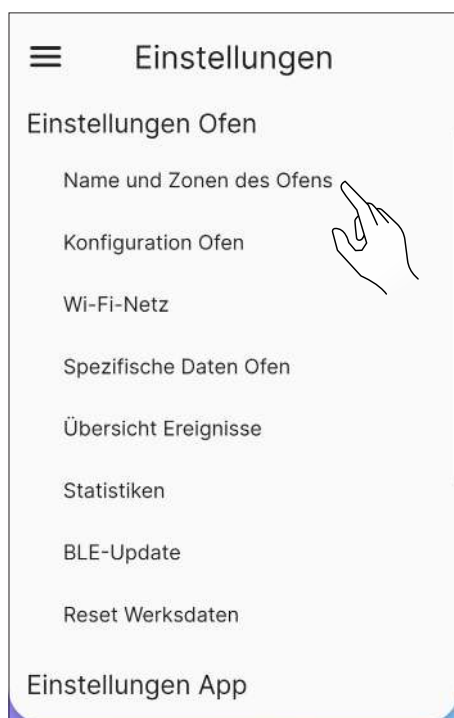 Einstellungen
Einstellungen Ofen
Name und Zonen des Ofens
Konfiguration Ofen
Wi-Fi-Netz
Spezifische Daten Ofen
Übersicht Ereignisse
Statistiken
BLE-Update
Reset Werksdaten
Einstellungen App